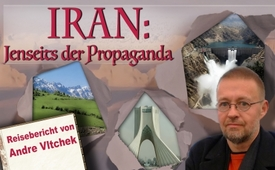 IRAN:
Jenseits der Propaganda
Reisebericht von
Andre Vltchek